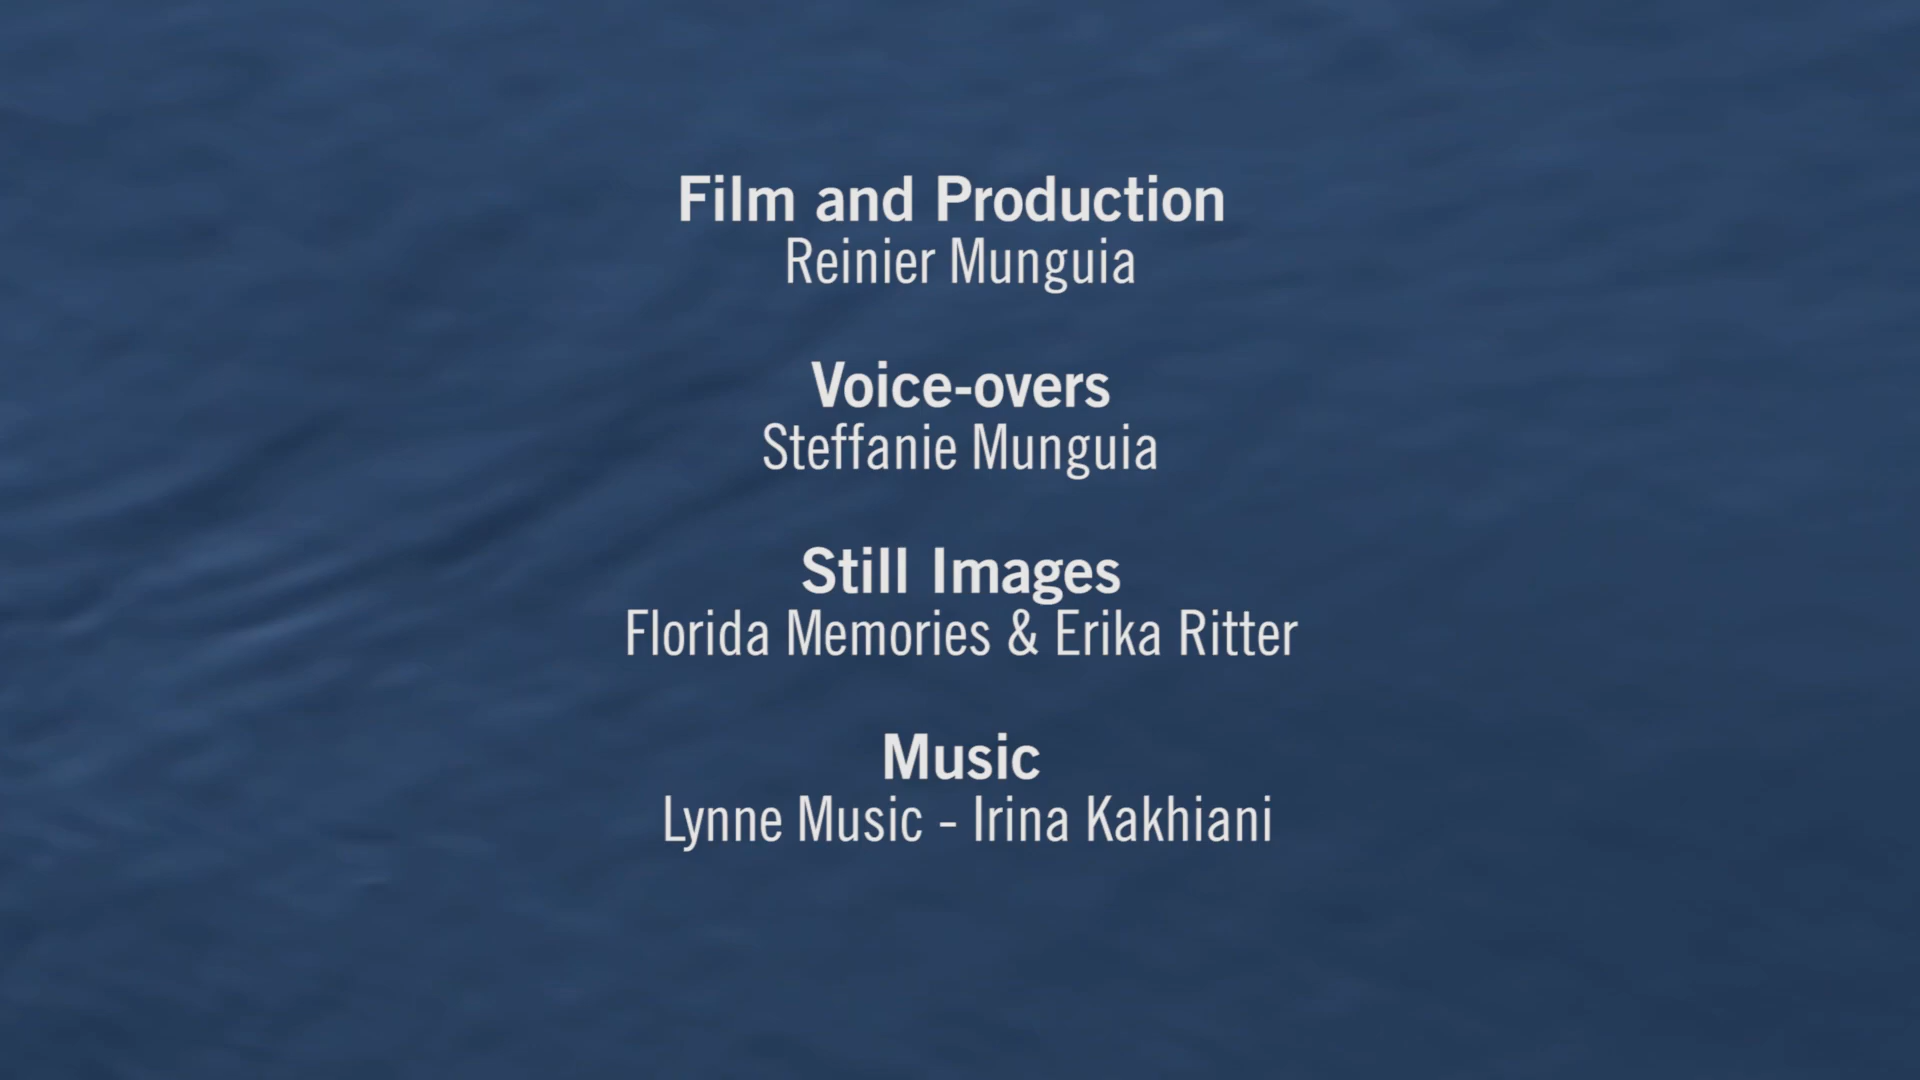 Film and Production
Reinier Munguia
Voice-overs
Steffanie Munguia
Still Images
Florida Memories & Erika Ritter
Music
Lynne Music - Irina Kakhiani